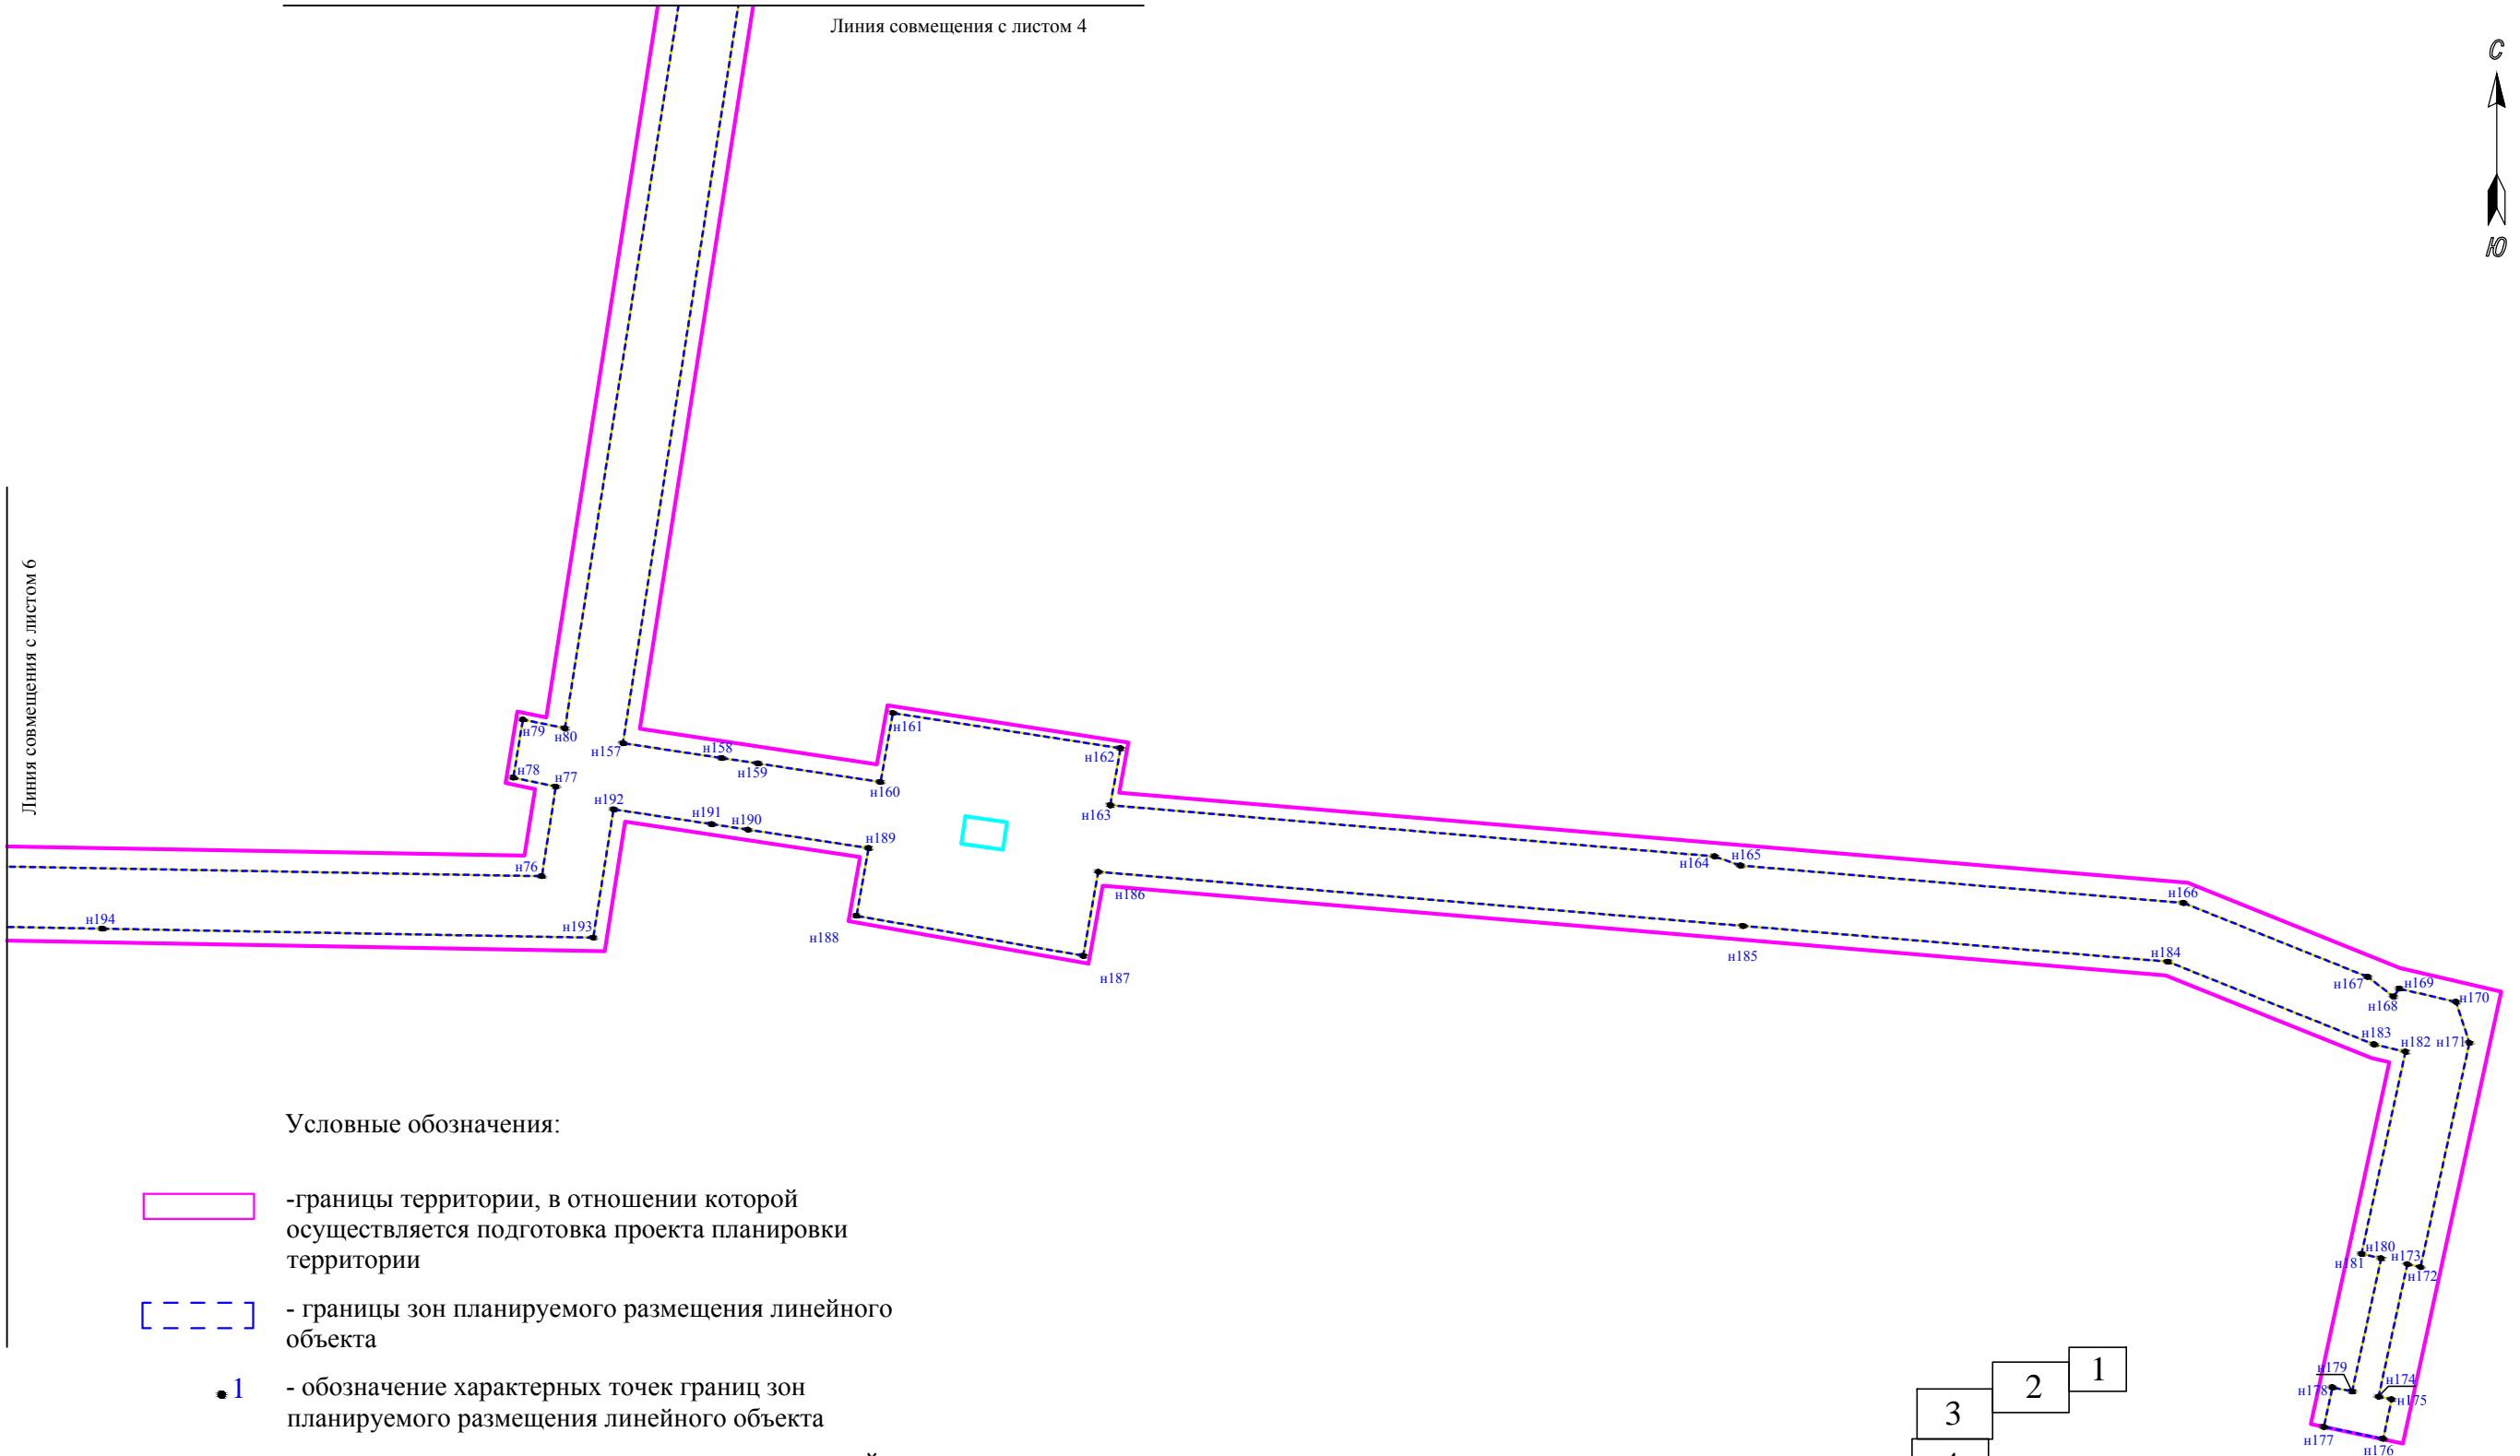 Линия совмещения с листом 4
С
Ю
Линия совмещения с листом 6
н79
н80
н78
н77
н76
н157
н158
н159
н160
н161
н162
н163
н164
н165
н166
н167
н168
н169
н170
н171
н172
н173
н174
н175
н176
н177
н178
н179
н180
н181
н182
н183
н184
н185
н186
н187
н188
н189
н190
н191
н192
н193
н194
Условные обозначения:
-границы территории, в отношении которой
осуществляется подготовка проекта планировки
территории
- границы зон планируемого размещения линейного
объекта
1
- обозначение характерных точек границ зон
планируемого размещения линейного объекта
1
2
3